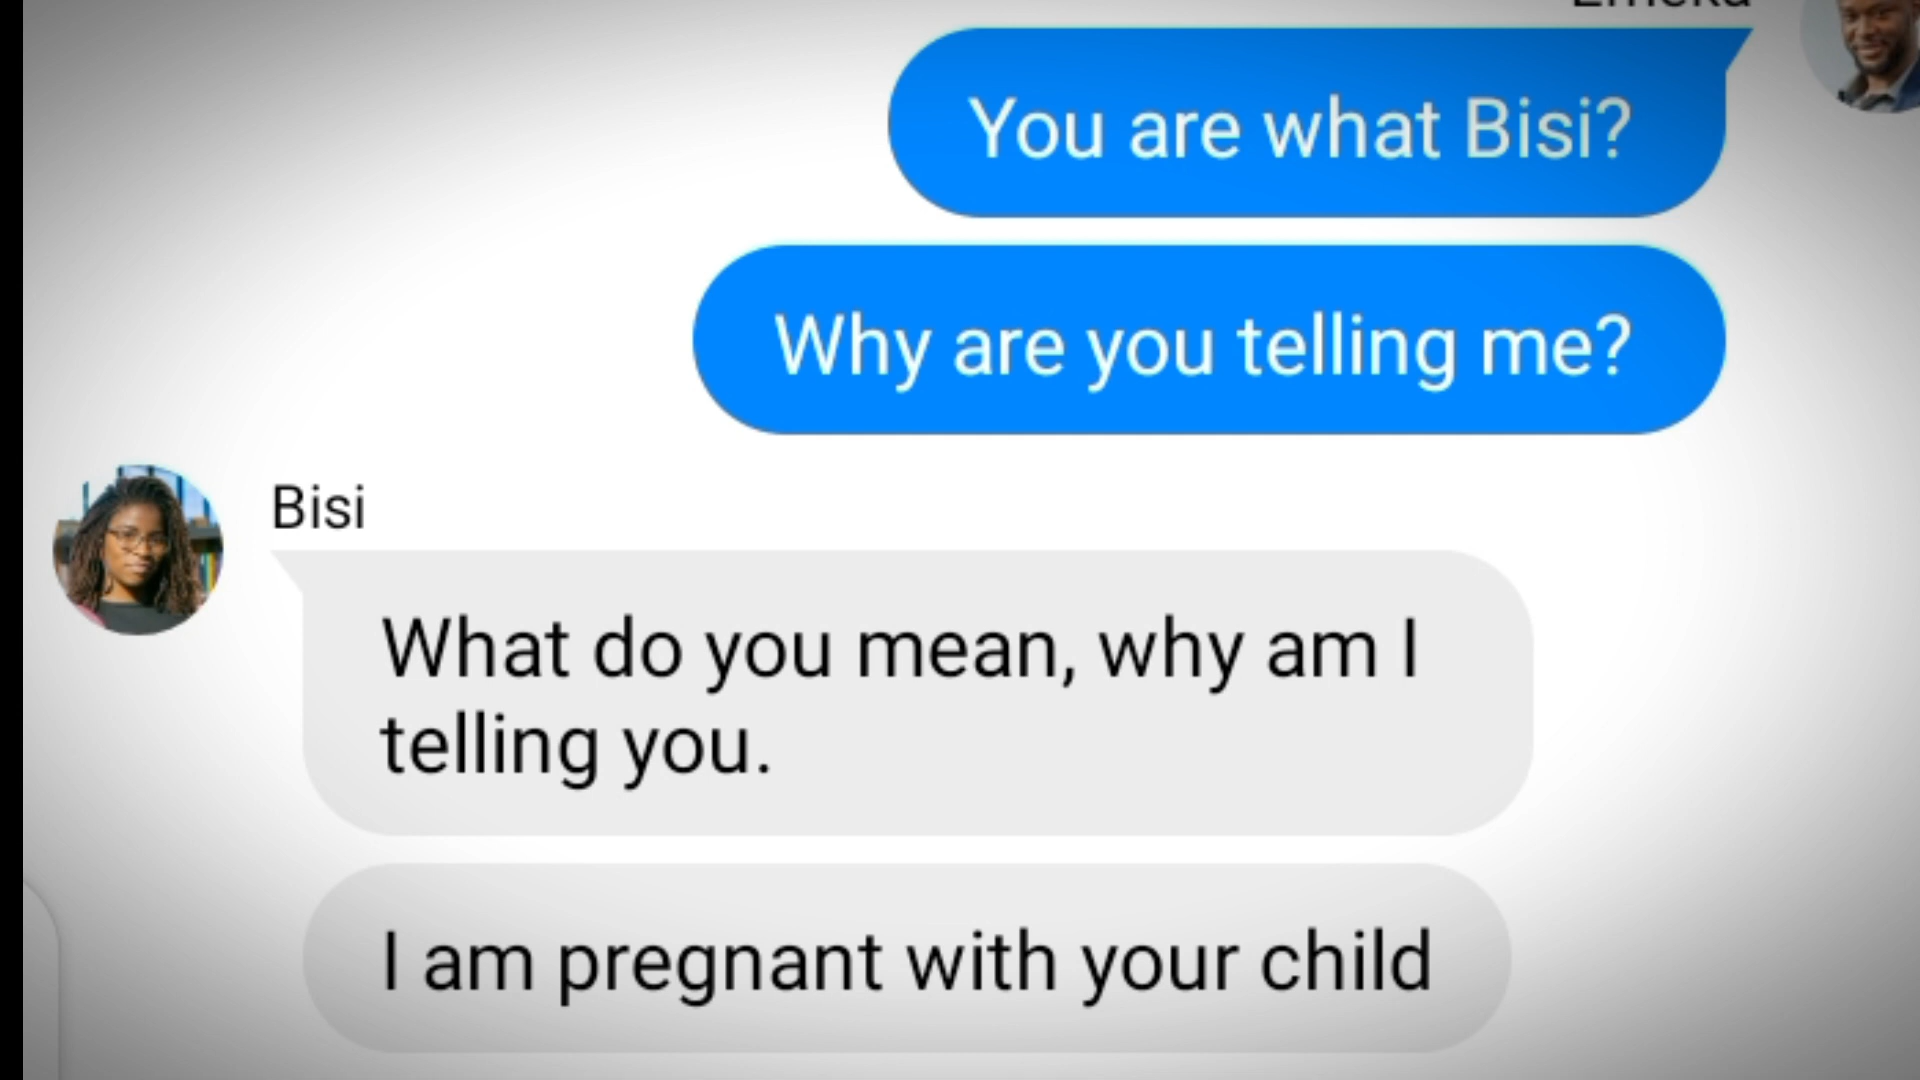 Emeka
You are what Bisi?
Why are you telling me?
Bisi
What do you mean, why am I
telling you.
I am pregnant with your child